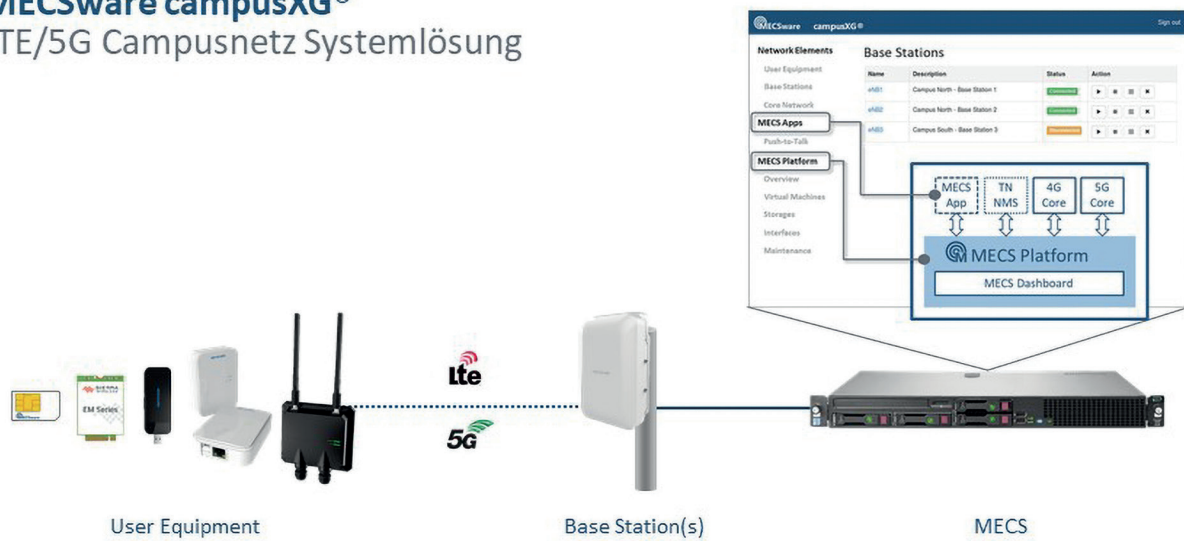 MECSware campusXG®
TE/5G Campusnetz Systemlösung
MECSware campusXG® Sign out
Network Elements
User Equipment
Base Stations
Core Network
MECS Apps
Push-to-Talk
MECS Platform
Overview
Virtual Machines
Storages
Interfaces
Maintenance
Base Stations
Name Description Status Action
eNB1 Campus North - Base Station 1 Connected
eNB2 Campus North - Base Station 2 Connected
eNB3 Campus South - Base Station 3 Disconnected
MECS App
TN NMS
4G Core
5G Core
MECS Platform
MECS Dashboard
SIERRA
WIRELESS
EM Series
Lte
5G
User Equipment
Base Station(s)
MECS